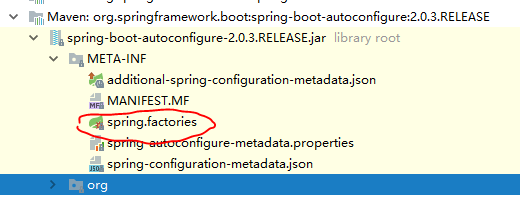 Maven: org.springframework.boot:spring-boot-autoconfigure:2.0.3.RELEASE
spring-boot-autoconfigure-2.0.3.RELEASE.jar library root
META-INF
additional-spring-configuration-metadata.json
MANIFEST.MF
spring.factories
spring-autoconfigure-metadata.properties
spring-configuration-metadata.json
org